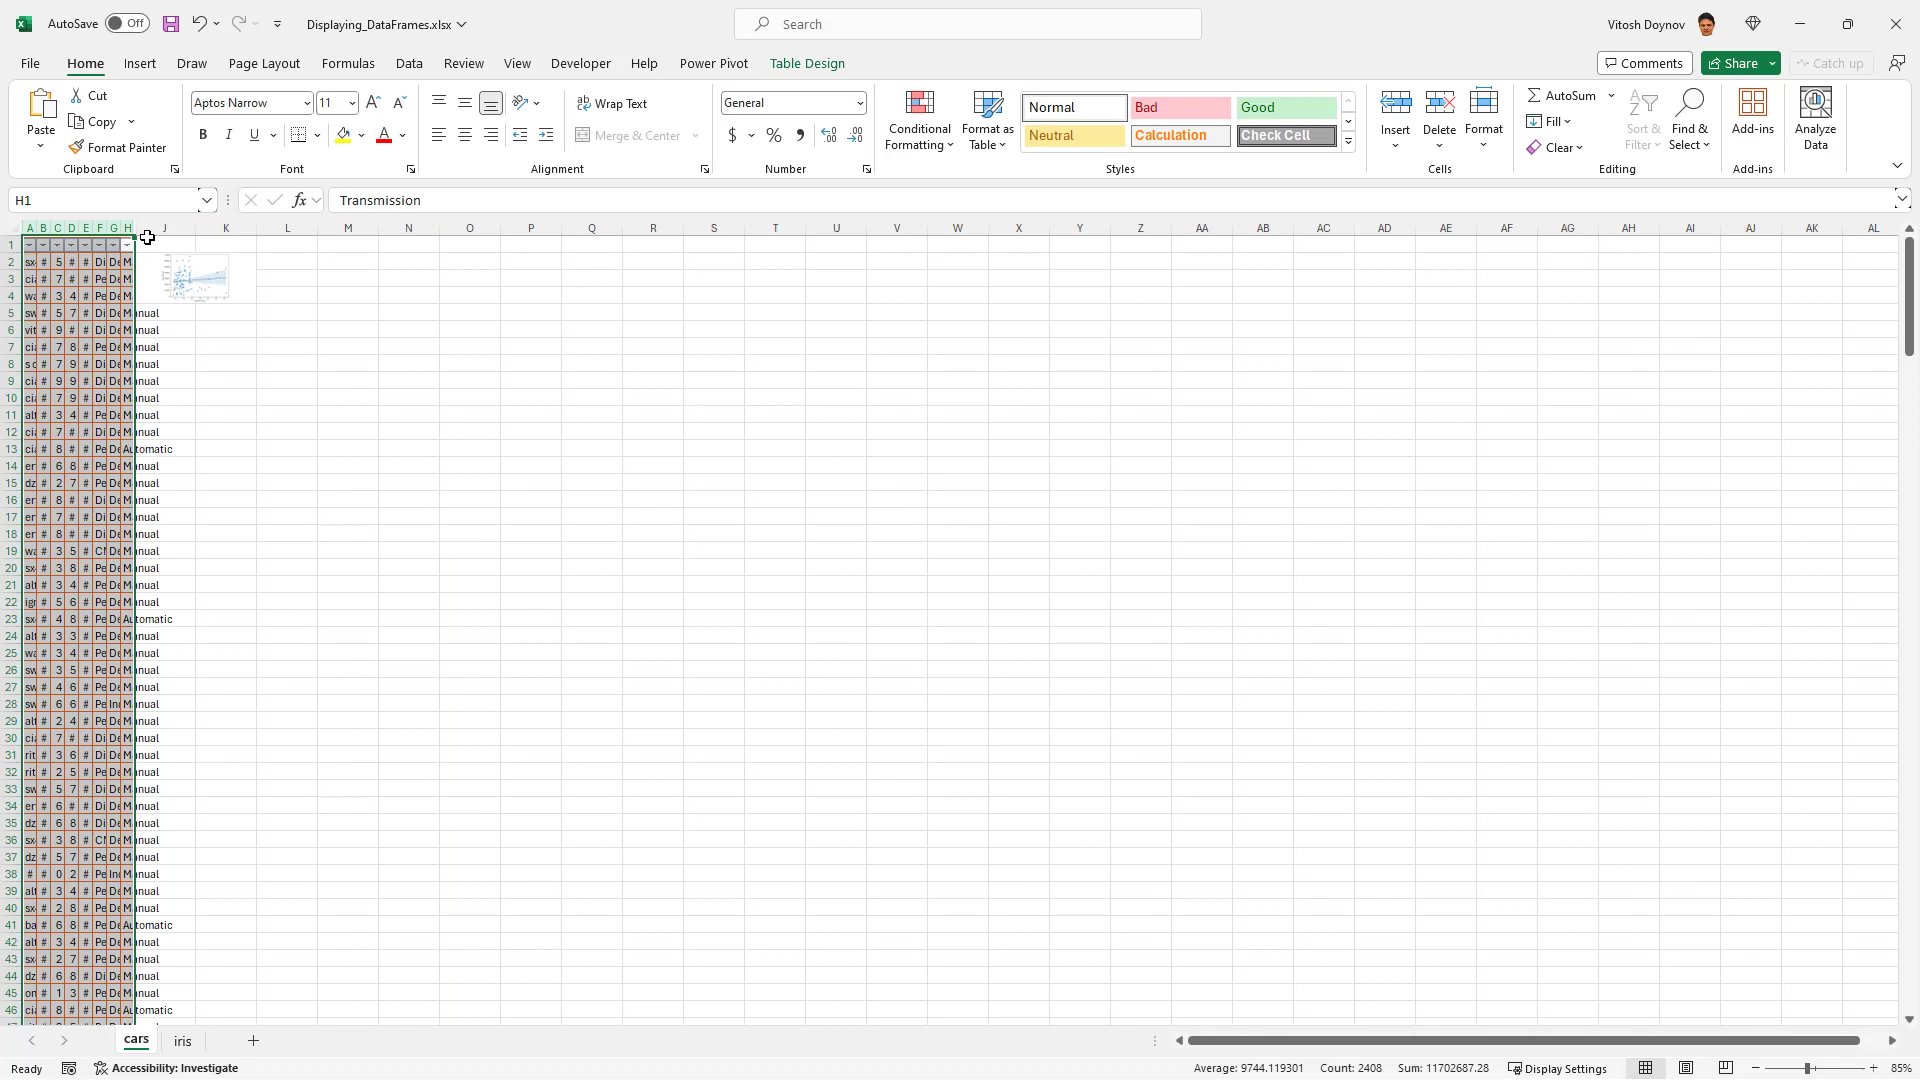 AutoSave Off Displaying_DataFrames.xlsx Search Vitosh Doynov
File Home Insert Draw Page Layout Formulas Data Review View Developer Help Power Pivot Table Design Comments Share Catch up
Paste Cut Copy Format Painter Clipboard
Aptos Narrow 11 B I U A Font
Wrap Text Merge & Center Alignment
General $ % Number
Conditional Formatting Format as Table
Normal Bad Good
Neutral Calculation Check Cell
Styles
Insert Delete Format Cells
AutoSum Fill Clear Sort & Filter Find & Select Editing
Add-ins Add-ins
Analyze Data
H1 fx Transmission
A B C D E F G H J K L M N O P Q R S T U V W X Y Z AA AB AC AD AE AF AG AH AI AJ AK AL
1
2 sx # 5 # # Di De M
3 cia # 7 # # Pe De M
4 wa # 3 4 # Pe De M
5 sw # 5 7 # Di De Manual
6 vit # 9 # # Di De Manual
7 cia # 7 8 # Pe De Manual
8 s c # 7 9 # Di De Manual
9 cia # 9 9 # Di De Manual
10 cia # 7 9 # Di De Manual
11 alt # 3 4 # Pe De Manual
12 cia # 7 # # Di De Manual
13 cia # 8 # # Pe De Automatic
14 er # 6 8 # Di De Manual
15 dz # 2 7 # Pe De Manual
16 er # 8 # # Di De Manual
17 er # 7 # # Di De Manual
18 er # 8 # # Di De Manual
19 wa # 3 5 # CN De Manual
20 sx # 3 8 # Pe De Manual
21 alt # 3 4 # Pe De Manual
22 ign # 5 6 # Pe De Manual
23 sx # 4 8 # Pe De Automatic
24 alt # 3 3 # Pe De Manual
25 wa # 3 4 # Pe De Manual
26 sw # 3 5 # Pe De Manual
27 sw # 4 6 # Pe De Manual
28 sw # 6 6 # Pe Ind Manual
29 alt # 2 4 # Pe De Manual
30 cia # 7 # # Di De Manual
31 rit # 3 6 # Di De Manual
32 rit # 2 5 # Pe De Manual
33 sw # 5 7 # Di De Manual
34 er # 6 # # Di De Manual
35 dz # 6 8 # Di De Manual
36 sx # 3 8 # CN De Manual
37 dz # 5 7 # Pe De Manual
38 # # 0 2 # Pe Ind Manual
39 alt # 3 4 # Pe De Manual
40 sx # 2 8 # Pe De Manual
41 ba # 6 8 # Pe De Automatic
42 alt # 3 4 # Pe De Manual
43 sx # 2 7 # Pe De Manual
44 dz # 6 8 # Di De Manual
45 on # 1 3 # Pe De Manual
46 cia # 8 # # Pe De Automatic
cars iris
Ready Accessibility: Investigate Average: 9744.119301 Count: 2408 Sum: 11702687.28 Display Settings 85%